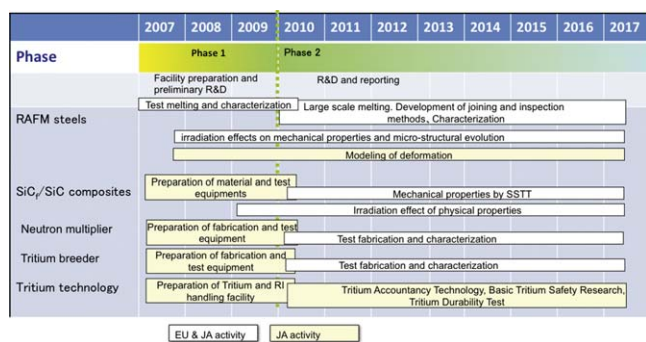 2007 2008 2009 2010 2011 2012 2013 2014 2015 2016 2017
Phase
Phase 1
Phase 2
Facility preparation and
preliminary R&D
R&D and reporting
RAFM steels
Test melting and characterization
Large scale melting. Development of joining and inspection
methods、Characterization
irradiation effects on mechanical properties and micro-structural evolution
Modeling of deformation
SiCf/SiC composites
Preparation of material and test
equipments
Mechanical properties by SSTT
Irradiation effect of physical properties
Neutron multiplier
Preparation of fabrication and test
equipment
Test fabrication and characterization
Tritium breeder
Preparation of fabrication and
test equipment
Test fabrication and characterization
Tritium technology
Preparation of Tritium and RI
handling facility
Tritium Accountancy Technology, Basic Tritium Safety Research,
Tritium Durability Test
EU & JA activity
JA activity